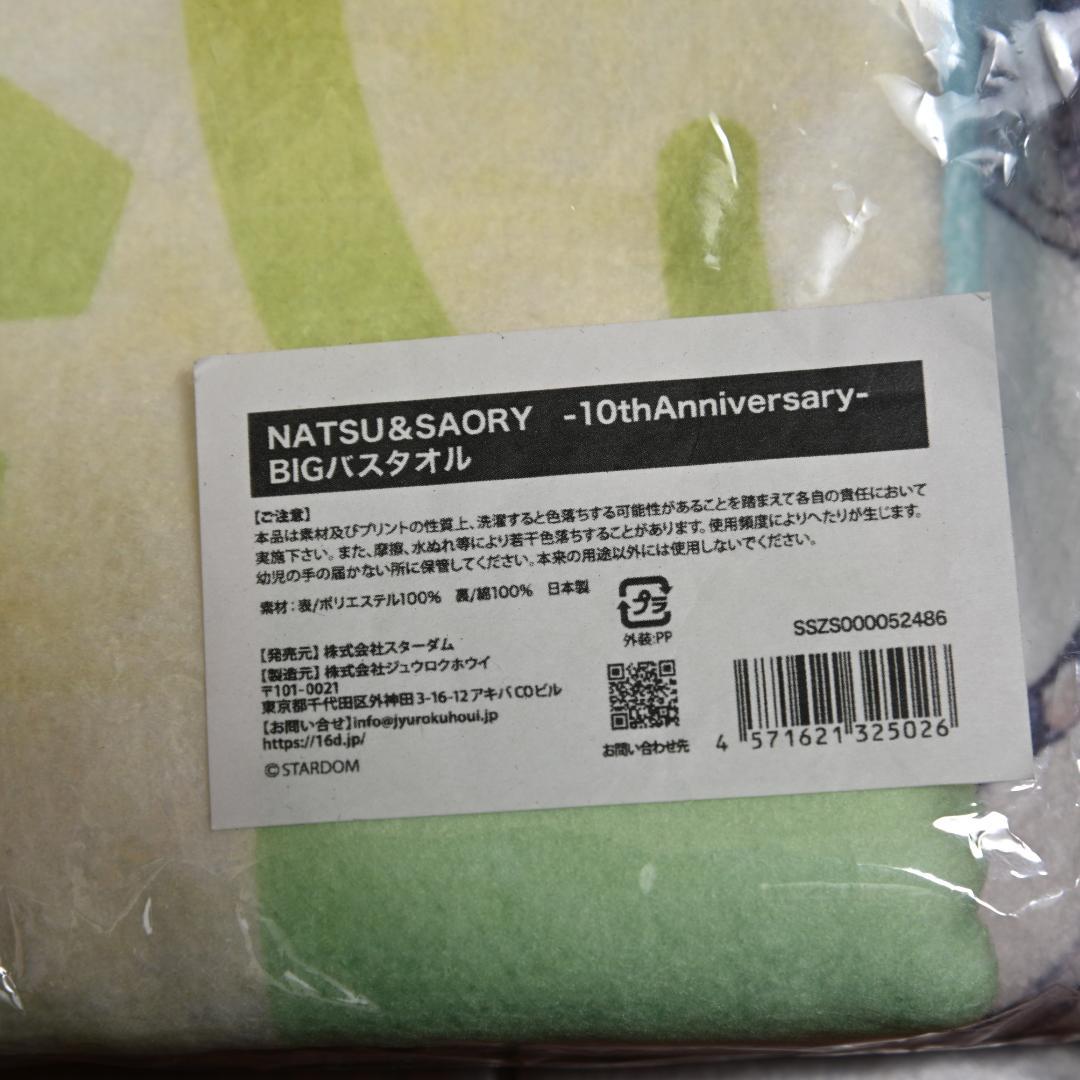 NATSU&SAORY -10thAnniversary-
BIGバスタオル
【ご注意】
本品は素材及びプリントの性質上、洗濯すると色落ちする可能性があることを踏まえて各自の責任において
実施下さい。また、摩擦、水ぬれ等により若干色落ちすることがあります。使用頻度によりへたりが生じます。
幼児の手の届かない所に保管してください。本来の用途以外には使用しないでください。
素材：表/ポリエステル100% 裏/綿100% 日本製
プラ
外装:PP
SSZS000052486
【発売元】株式会社スターダム
【製造元】株式会社ジュウロクホウイ
〒101-0021
東京都千代田区外神田3-16-12アキバCOビル
【お問い合せ】info@jyurokuhoui.jp
https://16d.jp/
©STARDOM
お問い合わせ先
4 571621 325026